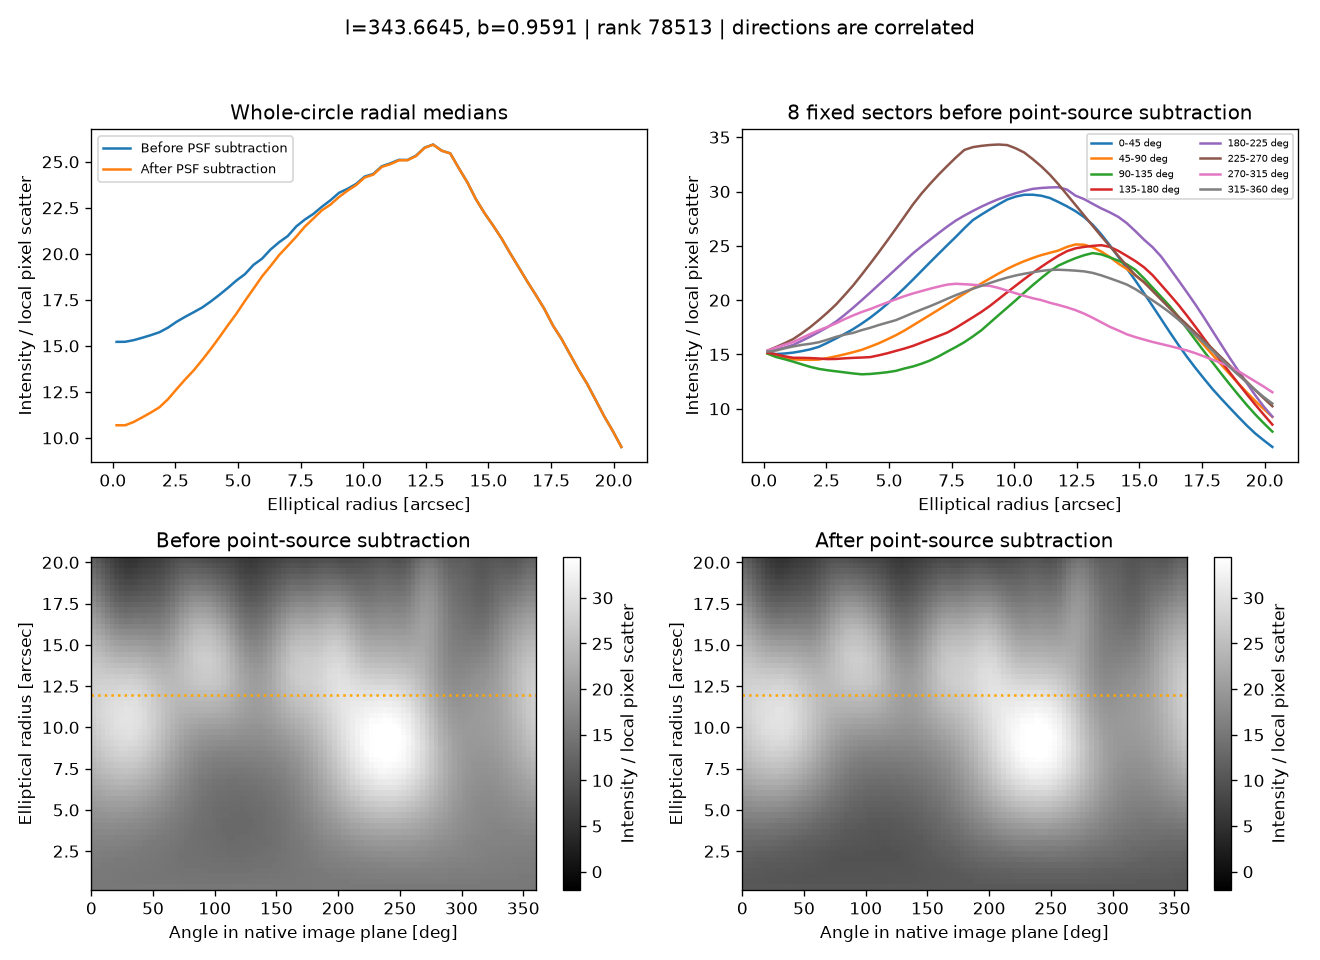 l=343.6645, b=0.9591 | rank 78513 | directions are correlated
Whole-circle radial medians
Before PSF subtraction
After PSF subtraction
25.0
22.5
20.0
17.5
15.0
12.5
10.0
Intensity / local pixel scatter
0.0 2.5 5.0 7.5 10.0 12.5 15.0 17.5 20.0
Elliptical radius [arcsec]
8 fixed sectors before point-source subtraction
0-45 deg
45-90 deg
90-135 deg
135-180 deg
180-225 deg
225-270 deg
270-315 deg
315-360 deg
35
30
25
20
15
10
Intensity / local pixel scatter
0.0 2.5 5.0 7.5 10.0 12.5 15.0 17.5 20.0
Elliptical radius [arcsec]
Before point-source subtraction
20.0
17.5
15.0
12.5
10.0
7.5
5.0
2.5
Elliptical radius [arcsec]
0 50 100 150 200 250 300 350
Angle in native image plane [deg]
30
25
20
15
10
5
0
Intensity / local pixel scatter
After point-source subtraction
20.0
17.5
15.0
12.5
10.0
7.5
5.0
2.5
Elliptical radius [arcsec]
0 50 100 150 200 250 300 350
Angle in native image plane [deg]
30
25
20
15
10
5
0
Intensity / local pixel scatter